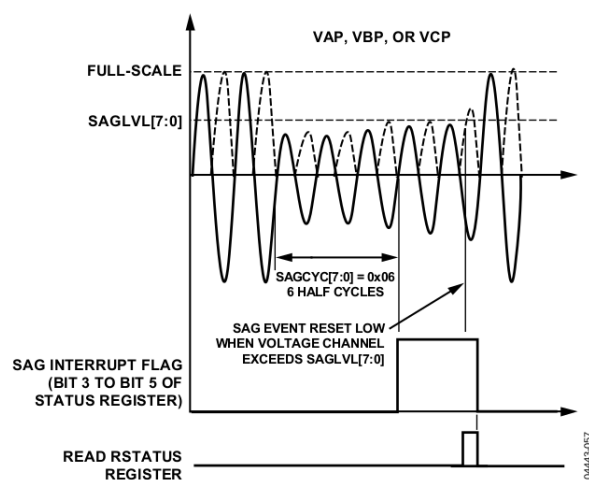 VAP, VBP, OR VCP
FULL-SCALE
SAGLVL[7:0]
SAGCYC[7:0] = 0x06
6 HALF CYCLES
SAG EVENT RESET LOW
WHEN VOLTAGE CHANNEL
EXCEEDS SAGLVL[7:0]
SAG INTERRUPT FLAG
(BIT 3 TO BIT 5 OF
STATUS REGISTER)
READ RSTATUS
REGISTER
04443-057